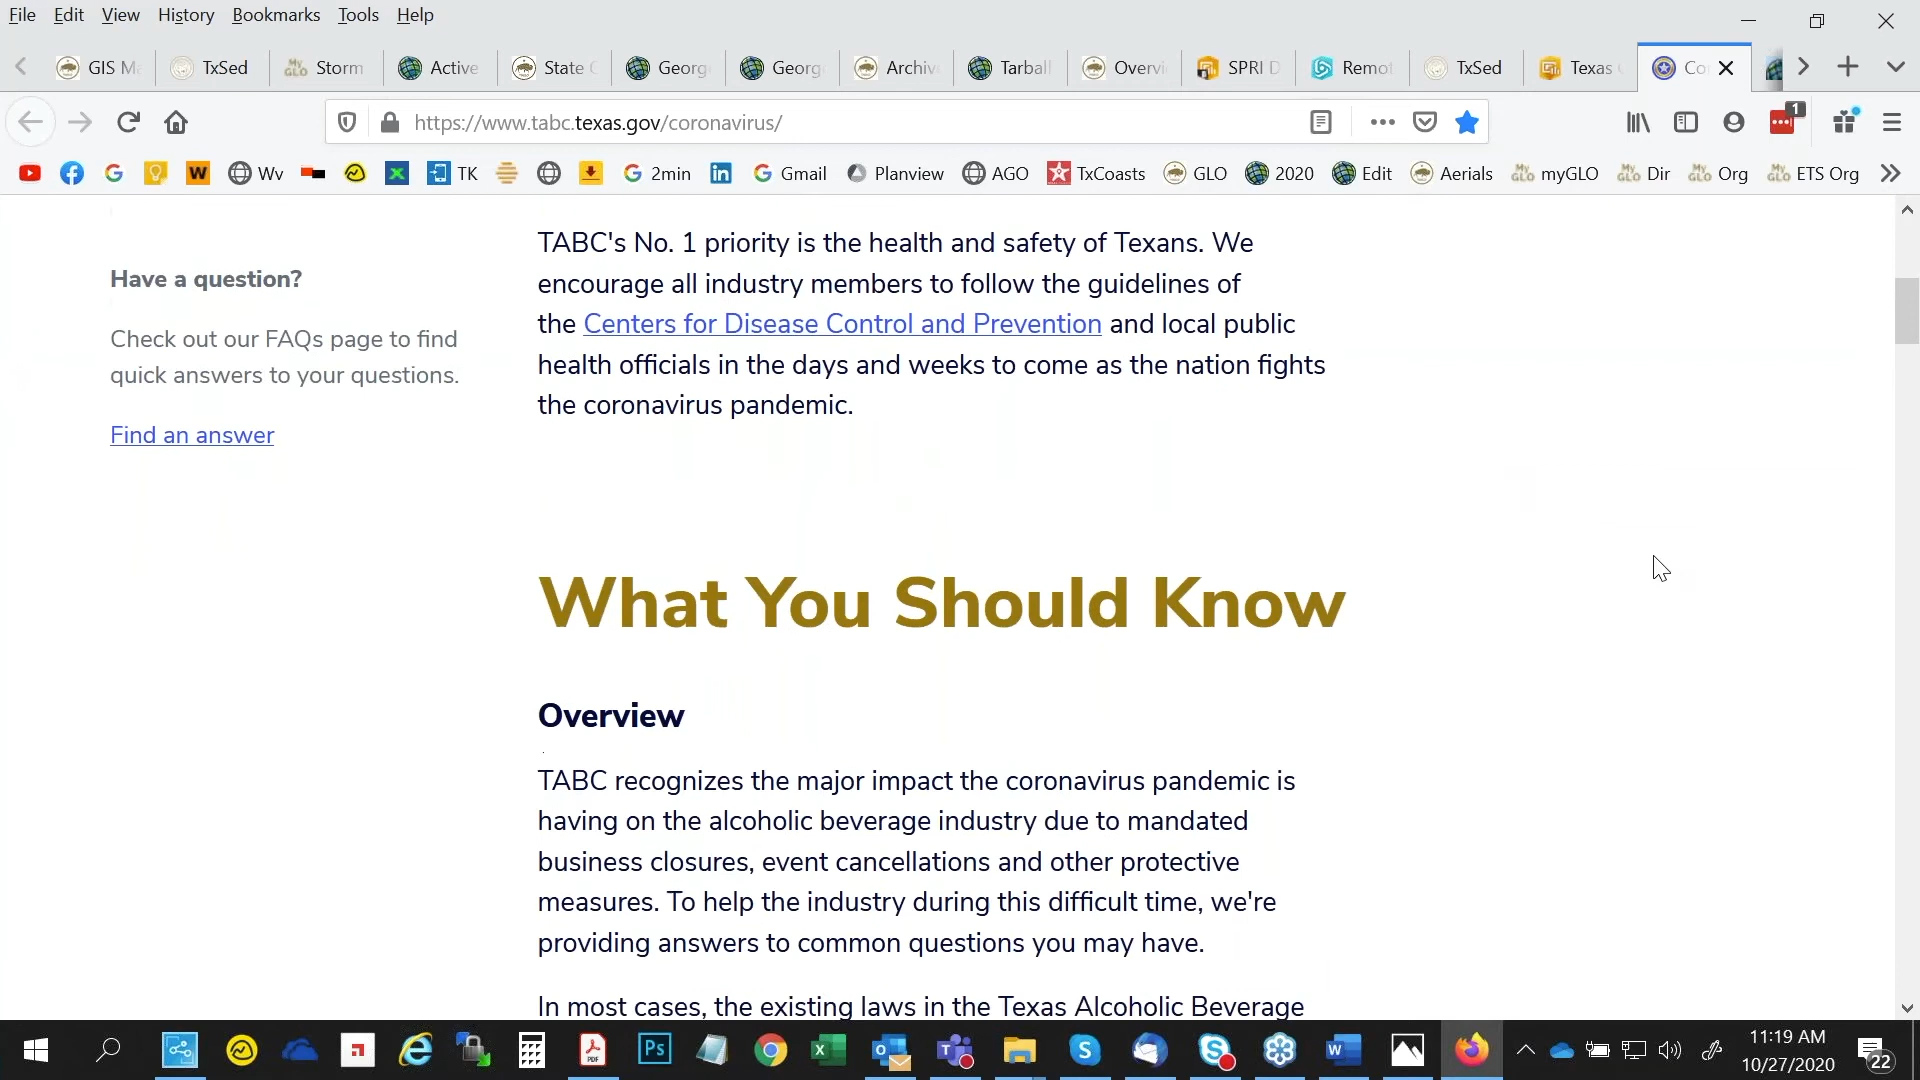 File Edit View History Bookmarks Tools Help
GIS M TxSed Storm Active State C Georg Georg Archiv Tarball Overvi SPRI D Remot TxSed Texas Co
https://www.tabc.texas.gov/coronavirus/
1
Wv TK 2min Gmail Planview AGO TxCoasts GLO 2020 Edit Aerials myGLO Dir Org ETS Org
TABC's No. 1 priority is the health and safety of Texans. We
encourage all industry members to follow the guidelines of
the Centers for Disease Control and Prevention and local public
health officials in the days and weeks to come as the nation fights
the coronavirus pandemic.
Have a question?
Check out our FAQs page to find
quick answers to your questions.
Find an answer
What You Should Know
Overview
TABC recognizes the major impact the coronavirus pandemic is
having on the alcoholic beverage industry due to mandated
business closures, event cancellations and other protective
measures. To help the industry during this difficult time, we're
providing answers to common questions you may have.
In most cases, the existing laws in the Texas Alcoholic Beverage
11:19 AM
10/27/2020
22